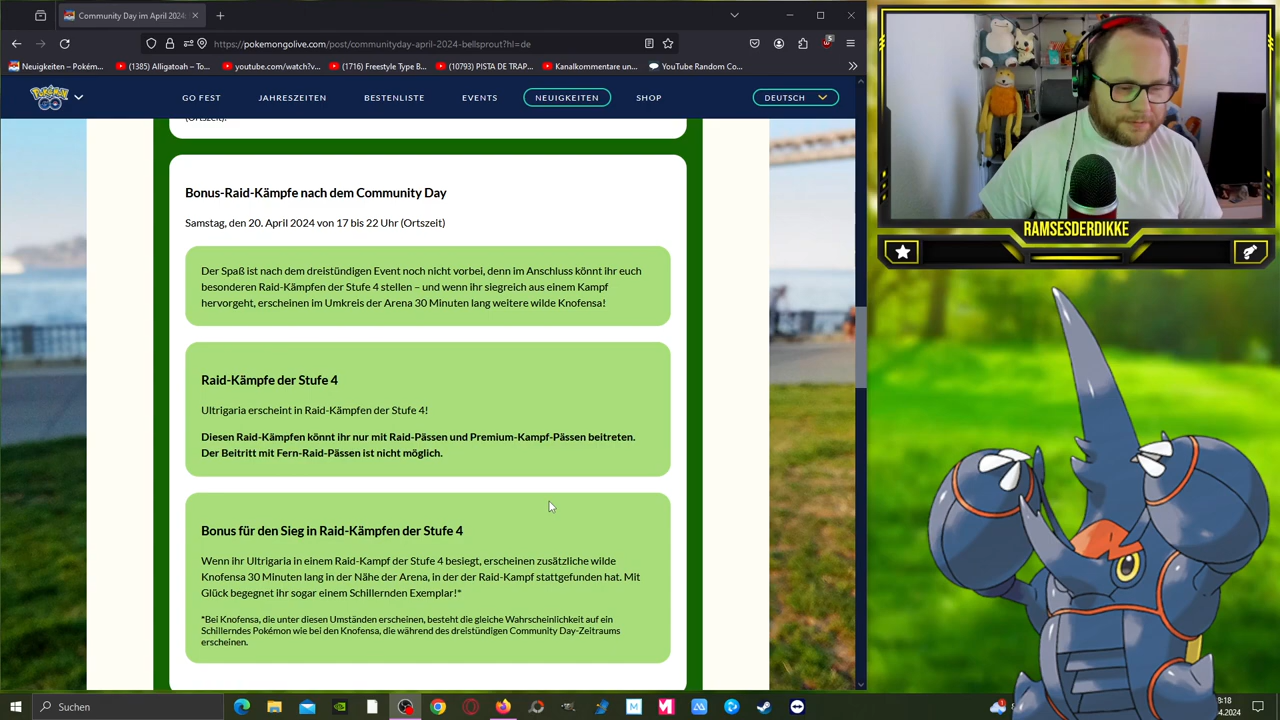 Community Day im April 2024:
https://pokemongolive.com/post/communityday-april-2024-bellsprout?hl=de
5
Neuigkeiten – Pokém…
(1385) Alligatoah – To…
youtube.com/watch?v…
(1716) Freestyle Type B…
(10793) PISTA DE TRAP…
Kanalkommentare un…
YouTube Random Co…
GO FEST
JAHRESZEITEN
BESTENLISTE
EVENTS
NEUIGKEITEN
SHOP
DEUTSCH
(Ortszeit).
Bonus-Raid-Kämpfe nach dem Community Day
Samstag, den 20. April 2024 von 17 bis 22 Uhr (Ortszeit)
Der Spaß ist nach dem dreistündigen Event noch nicht vorbei, denn im Anschluss könnt ihr euch
besonderen Raid-Kämpfen der Stufe 4 stellen – und wenn ihr siegreich aus einem Kampf
hervorgeht, erscheinen im Umkreis der Arena 30 Minuten lang weitere wilde Knofensa!
Raid-Kämpfe der Stufe 4
Ultrigaria erscheint in Raid-Kämpfen der Stufe 4!
Diesen Raid-Kämpfen könnt ihr nur mit Raid-Pässen und Premium-Kampf-Pässen beitreten.
Der Beitritt mit Fern-Raid-Pässen ist nicht möglich.
Bonus für den Sieg in Raid-Kämpfen der Stufe 4
Wenn ihr Ultrigaria in einem Raid-Kampf der Stufe 4 besiegt, erscheinen zusätzliche wilde
Knofensa 30 Minuten lang in der Nähe der Arena, in der der Raid-Kampf stattgefunden hat. Mit
Glück begegnet ihr sogar einem Schillernden Exemplar!*
*Bei Knofensa, die unter diesen Umständen erscheinen, besteht die gleiche Wahrscheinlichkeit auf ein
Schillerndes Pokémon wie bei den Knofensa, die während des dreistündigen Community Day-Zeitraums
erscheinen.
RAMSESDERDIKKE
Suchen